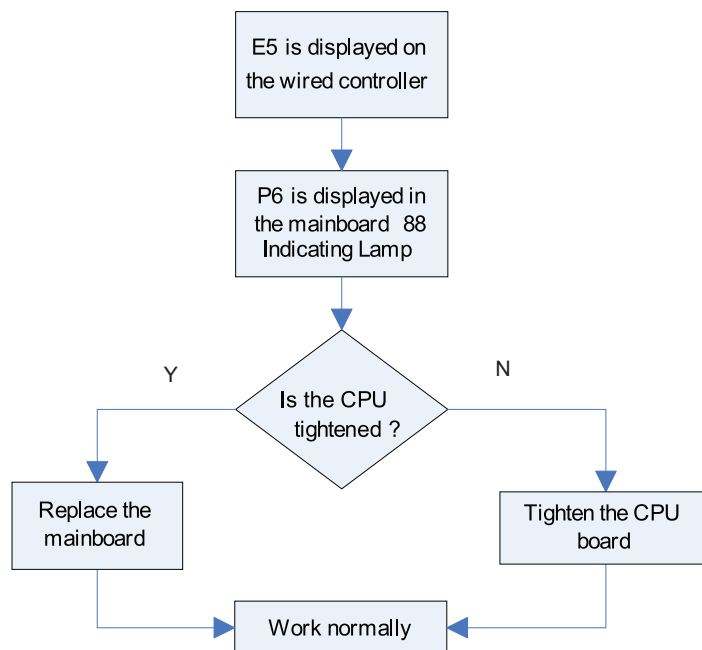 E5 is displayed on
the wired controller
P6 is displayed in
the mainboard 88
Indicating Lamp
Y
N
Is the CPU
tightened ?
Replace the
mainboard
Tighten the CPU
board
Work normally